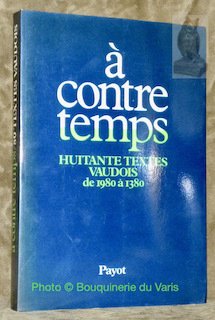 à
contre
temps
HUITANTE TEXTES
VAUDOIS
de 1980 à 1380
Payot
Photo © Bouquinerie du Varis